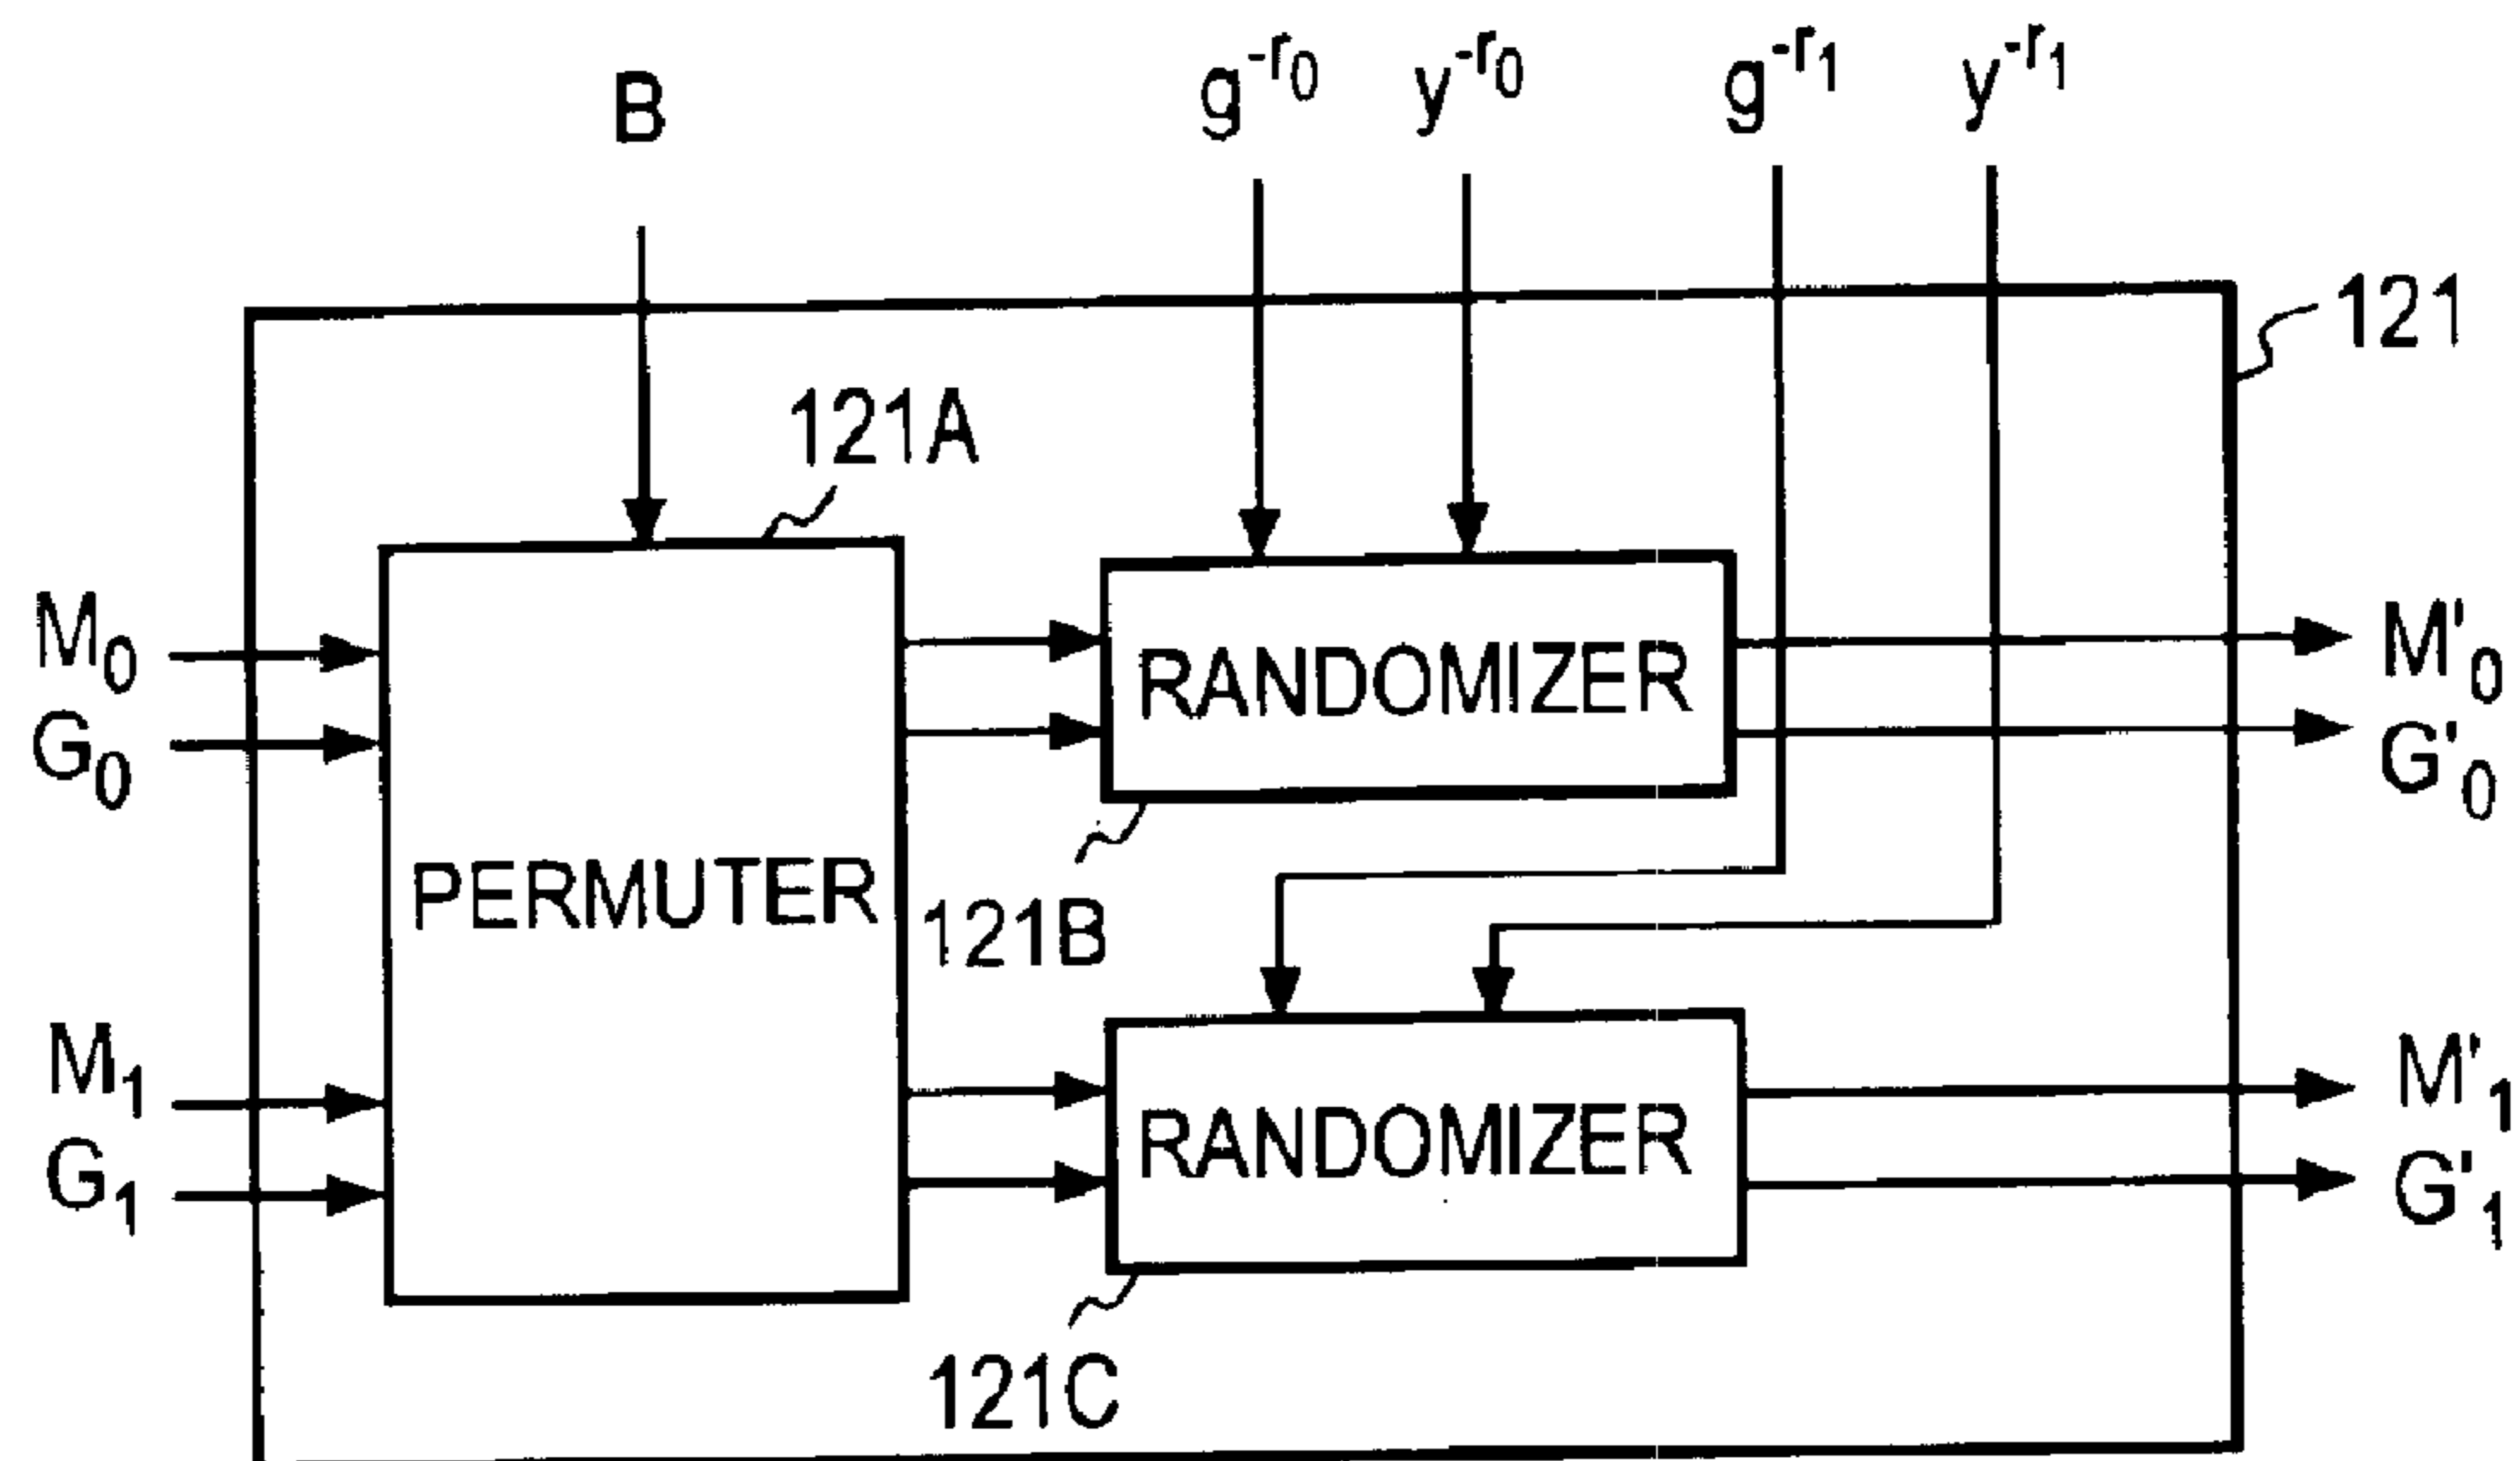 B
g^-r₀
y^-r₀
g^-r₁
y^-r₁
121
121A
M₀
G₀
M₁
G₁
PERMUTER
RANDOMIZER
121B
RANDOMIZER
121C
M'₀
G'₀
M'₁
G'₁